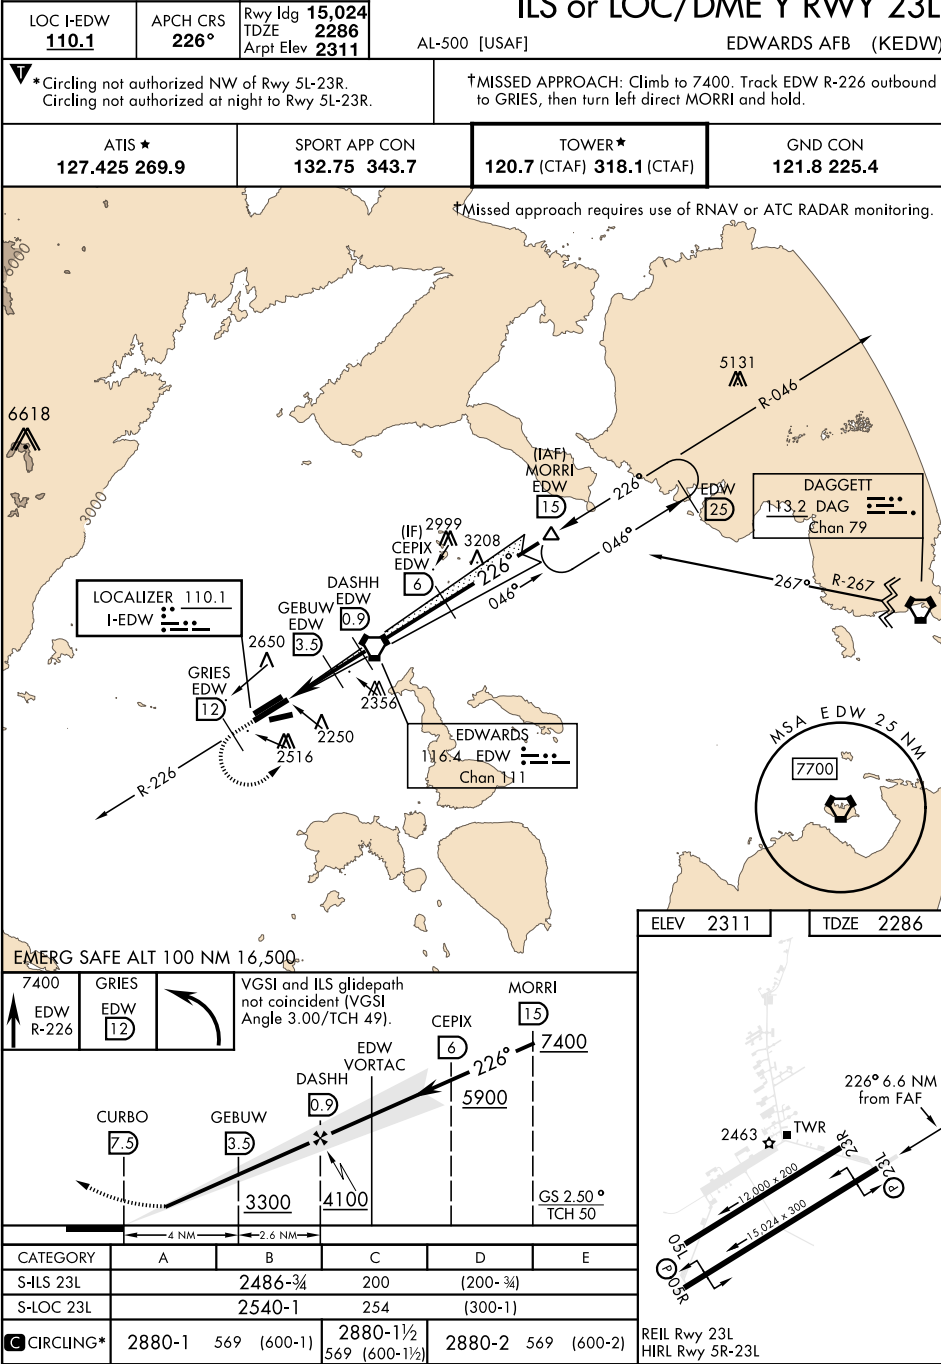 ILS or LOC/DME Y RWY 23L
LOC I-EDW
110.1
APCH CRS
226°
Rwy ldg 15,024
TDZE 2286
Arpt Elev 2311
AL-500 [USAF]
EDWARDS AFB (KEDW)
T
*Circling not authorized NW of Rwy 5L-23R.
Circling not authorized at night to Rwy 5L-23R.
†MISSED APPROACH: Climb to 7400. Track EDW R-226 outbound
to GRIES, then turn left direct MORRI and hold.
ATIS ★
127.425 269.9
SPORT APP CON
132.75 343.7
TOWER★
120.7 (CTAF) 318.1 (CTAF)
GND CON
121.8 225.4
†Missed approach requires use of RNAV or ATC RADAR monitoring.
6000
5131
R-046
6618
3000
(IAF)
MORRI
EDW
15
226°
EDW
25
046°
DAGGETT
113.2 DAG
Chan 79
(IF)
CEPIX
EDW
6
2999
3208
226°
046°
267°
R-267
DASHH
EDW
0.9
LOCALIZER 110.1
I-EDW
GEBUW
EDW
3.5
2650
GRIES
EDW
12
2356
2250
2516
R-226
EDWARDS
116.4 EDW
Chan 111
MSA EDW 25 NM
7700
EMERG SAFE ALT 100 NM 16,500
ELEV 2311
TDZE 2286
7400
EDW
R-226
GRIES
EDW
12
VGSI and ILS glidepath
not coincident (VGSI
Angle 3.00/TCH 49).
MORRI
15
7400
CEPIX
6
226°
5900
EDW
VORTAC
DASHH
0.9
4100
GEBUW
3.5
3300
CURBO
7.5
GS 2.50°
TCH 50
4 NM
2.6 NM
226° 6.6 NM
from FAF
2463
TWR
23R
P 23L
12,000 x 200
15,024 x 300
05L
P 05R
REIL Rwy 23L
HIRL Rwy 5R-23L
CATEGORY A B C D E
S-ILS 23L 2486-¾ 200 (200-¾)
S-LOC 23L 2540-1 254 (300-1)
C CIRCLING* 2880-1 569 (600-1) 2880-1½ 569 (600-1½) 2880-2 569 (600-2)